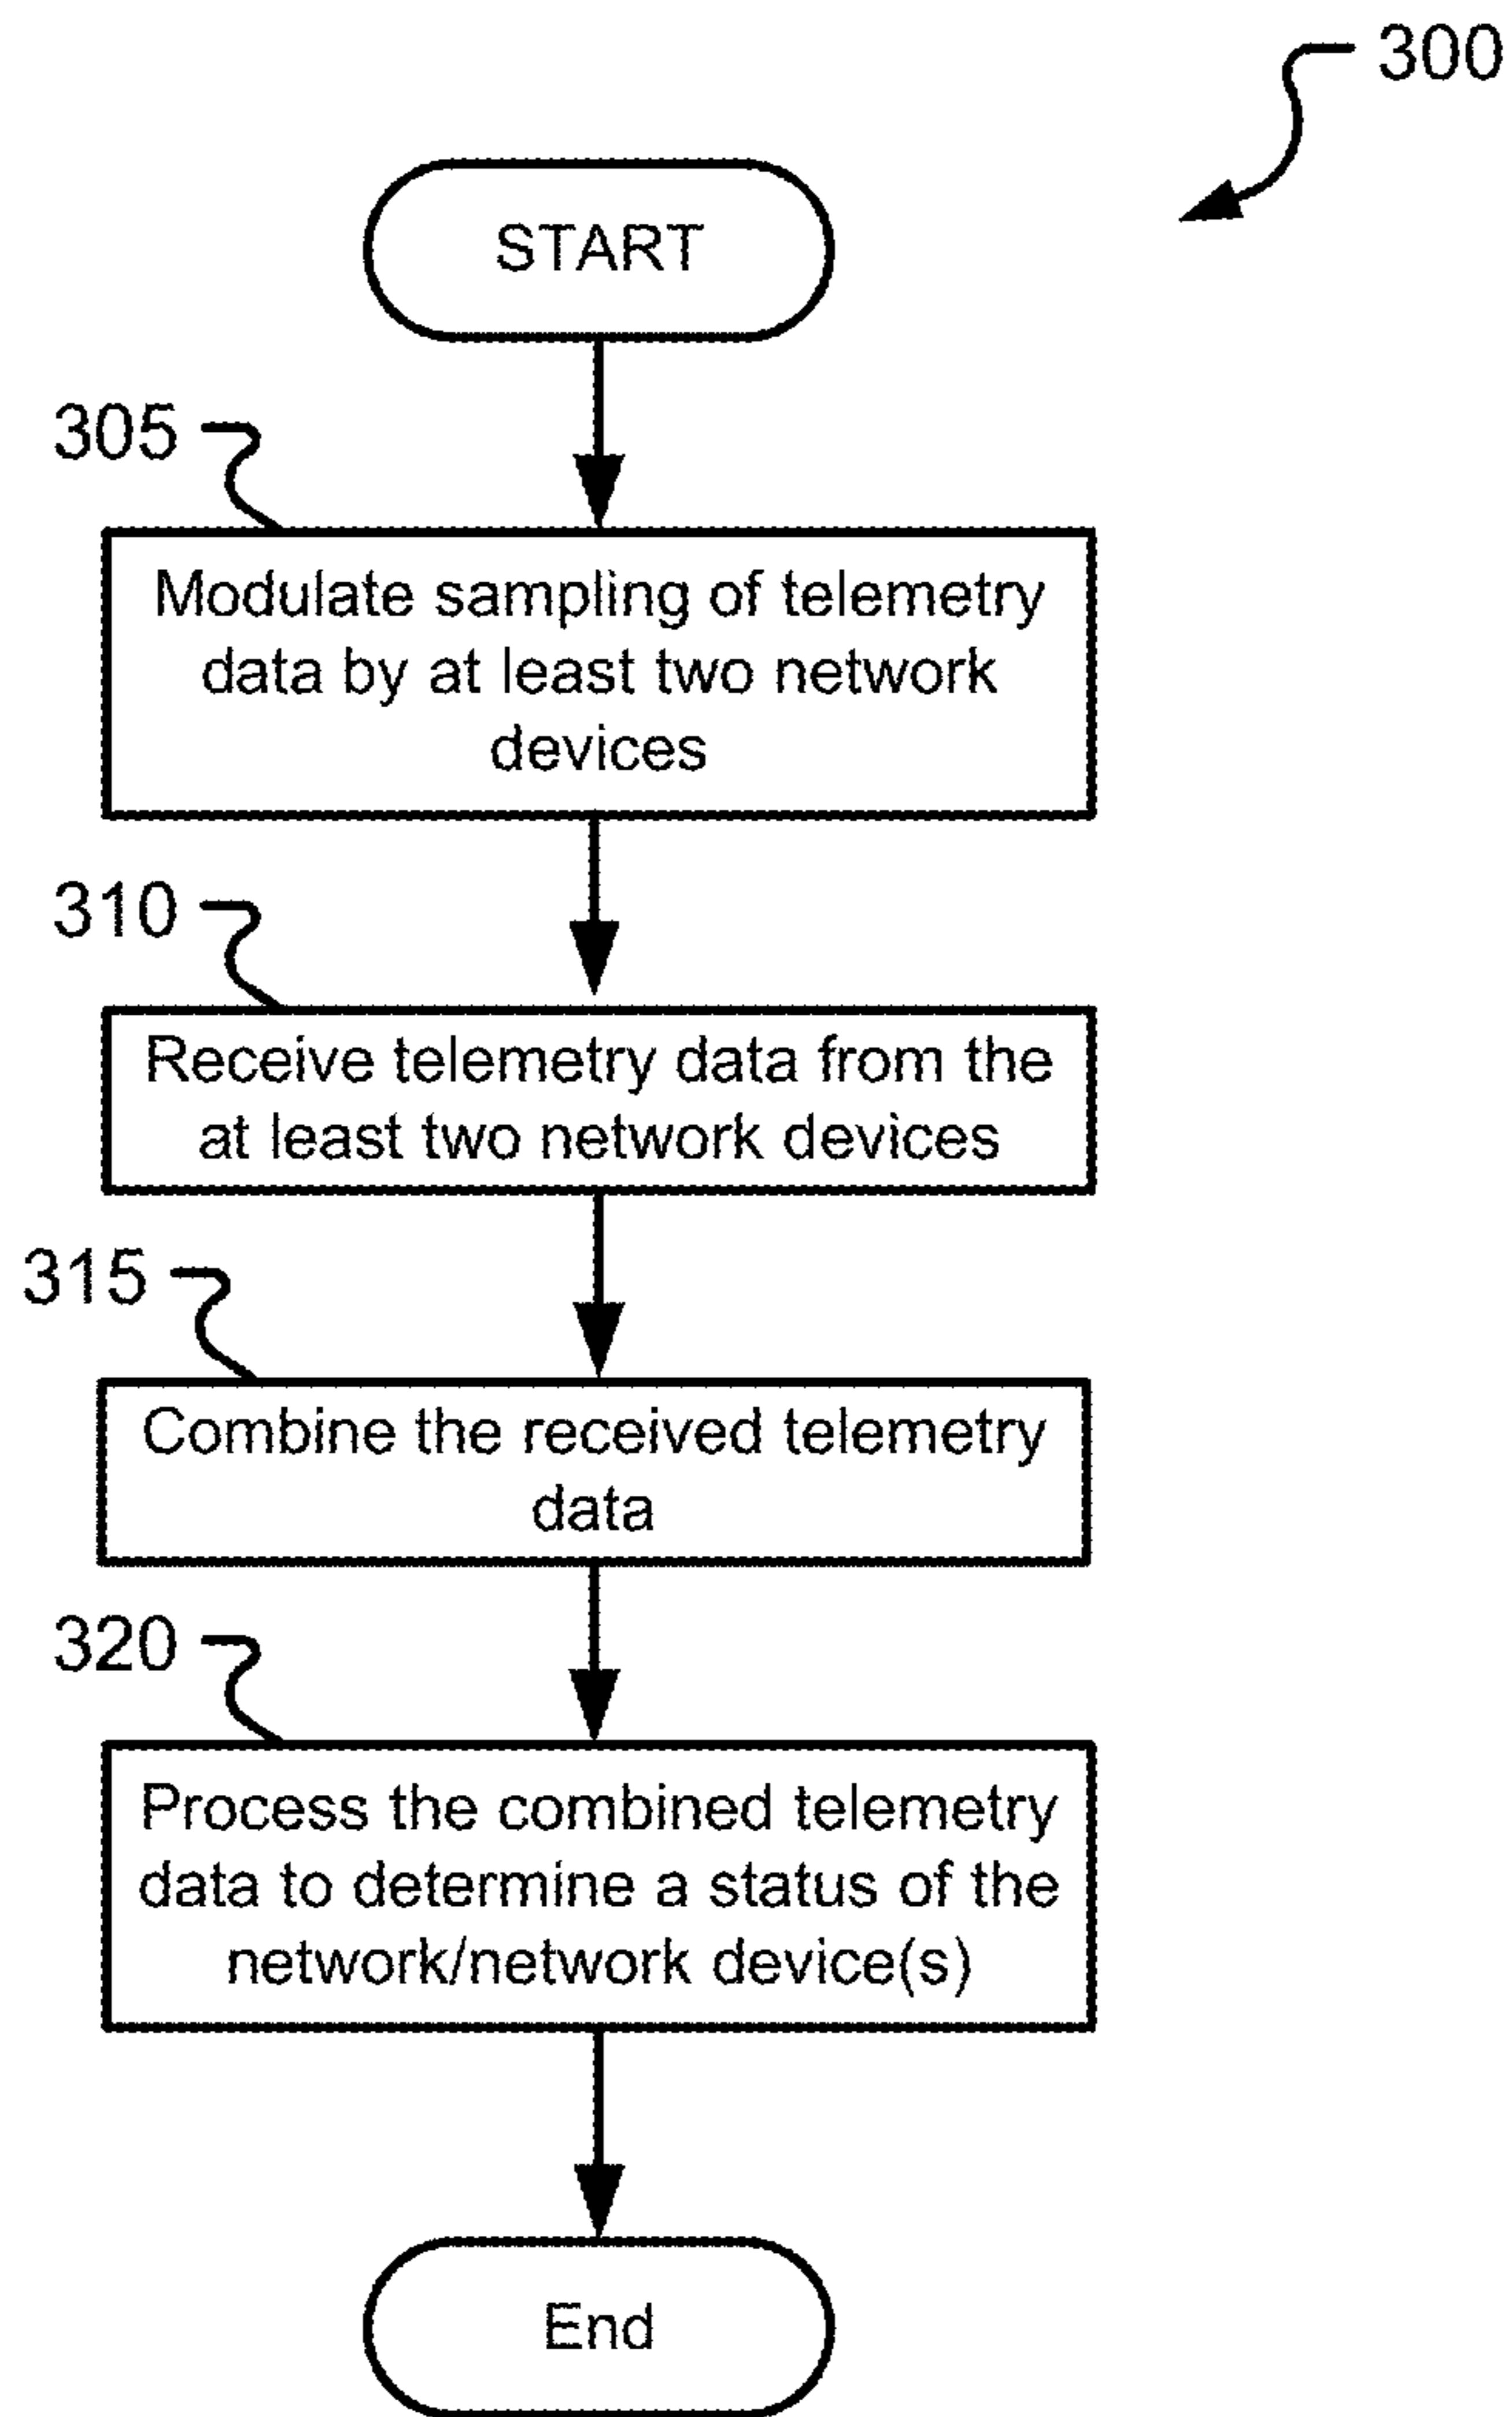 300
START
305
Modulate sampling of telemetry
data by at least two network
devices
310
Receive telemetry data from the
at least two network devices
315
Combine the received telemetry
data
320
Process the combined telemetry
data to determine a status of the
network/network device(s)
End